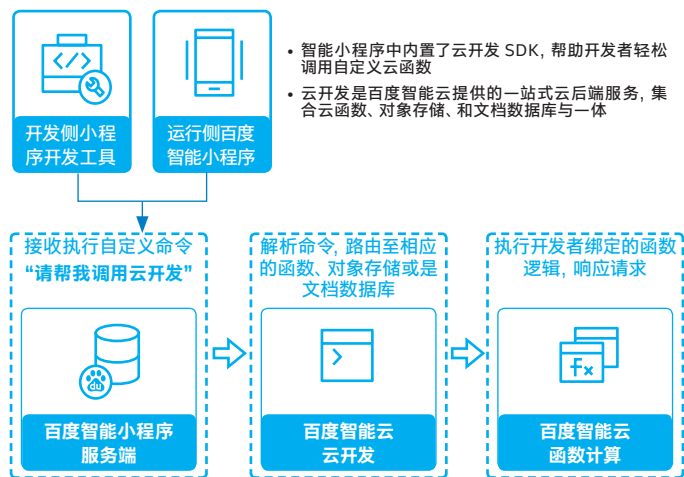 开发侧小程
序开发工具
运行侧百度
智能小程序
• 智能小程序中内置了云开发 SDK, 帮助开发者轻松
调用自定义云函数
• 云开发是百度智能云提供的一站式云后端服务, 集
合云函数、对象存储、和文档数据库与一体
接收执行自定义命令
“请帮我调用云开发”
du
百度智能小程序
服务端
解析命令, 路由至相应
的函数、对象存储或是
文档数据库
百度智能云
云开发
执行开发者绑定的函数
逻辑, 响应请求
fx
百度智能云
函数计算